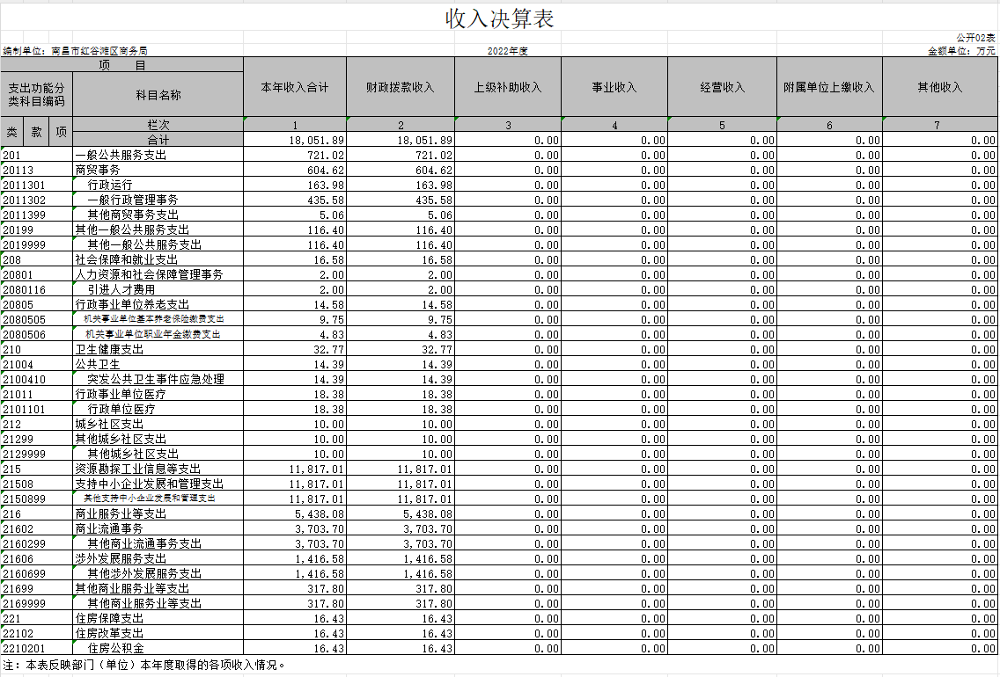 收入决算表
公开02表
编制单位：南昌市红谷滩区商务局 2022年度 金额单位：万元
项 目 本年收入合计 财政拨款收入 上级补助收入 事业收入 经营收入 附属单位上缴收入 其他收入
支出功能分类科目编码 科目名称
类 款 项 栏次 1 2 3 4 5 6 7
合计 18,051.89 18,051.89 0.00 0.00 0.00 0.00 0.00
201 一般公共服务支出 721.02 721.02 0.00 0.00 0.00 0.00 0.00
20113 商贸事务 604.62 604.62 0.00 0.00 0.00 0.00 0.00
2011301 行政运行 163.98 163.98 0.00 0.00 0.00 0.00 0.00
2011302 一般行政管理事务 435.58 435.58 0.00 0.00 0.00 0.00 0.00
2011399 其他商贸事务支出 5.06 5.06 0.00 0.00 0.00 0.00 0.00
20199 其他一般公共服务支出 116.40 116.40 0.00 0.00 0.00 0.00 0.00
2019999 其他一般公共服务支出 116.40 116.40 0.00 0.00 0.00 0.00 0.00
208 社会保障和就业支出 16.58 16.58 0.00 0.00 0.00 0.00 0.00
20801 人力资源和社会保障管理事务 2.00 2.00 0.00 0.00 0.00 0.00 0.00
2080116 引进人才费用 2.00 2.00 0.00 0.00 0.00 0.00 0.00
20805 行政事业单位养老支出 14.58 14.58 0.00 0.00 0.00 0.00 0.00
2080505 机关事业单位基本养老保险缴费支出 9.75 9.75 0.00 0.00 0.00 0.00 0.00
2080506 机关事业单位职业年金缴费支出 4.83 4.83 0.00 0.00 0.00 0.00 0.00
210 卫生健康支出 32.77 32.77 0.00 0.00 0.00 0.00 0.00
21004 公共卫生 14.39 14.39 0.00 0.00 0.00 0.00 0.00
2100410 突发公共卫生事件应急处理 14.39 14.39 0.00 0.00 0.00 0.00 0.00
21011 行政事业单位医疗 18.38 18.38 0.00 0.00 0.00 0.00 0.00
2101101 行政单位医疗 18.38 18.38 0.00 0.00 0.00 0.00 0.00
212 城乡社区支出 10.00 10.00 0.00 0.00 0.00 0.00 0.00
21299 其他城乡社区支出 10.00 10.00 0.00 0.00 0.00 0.00 0.00
2129999 其他城乡社区支出 10.00 10.00 0.00 0.00 0.00 0.00 0.00
215 资源勘探工业信息等支出 11,817.01 11,817.01 0.00 0.00 0.00 0.00 0.00
21508 支持中小企业发展和管理支出 11,817.01 11,817.01 0.00 0.00 0.00 0.00 0.00
2150899 其他支持中小企业发展和管理支出 11,817.01 11,817.01 0.00 0.00 0.00 0.00 0.00
216 商业服务业等支出 5,438.08 5,438.08 0.00 0.00 0.00 0.00 0.00
21602 商业流通事务 3,703.70 3,703.70 0.00 0.00 0.00 0.00 0.00
2160299 其他商业流通事务支出 3,703.70 3,703.70 0.00 0.00 0.00 0.00 0.00
21606 涉外发展服务支出 1,416.58 1,416.58 0.00 0.00 0.00 0.00 0.00
2160699 其他涉外发展服务支出 1,416.58 1,416.58 0.00 0.00 0.00 0.00 0.00
21699 其他商业服务业等支出 317.80 317.80 0.00 0.00 0.00 0.00 0.00
2169999 其他商业服务业等支出 317.80 317.80 0.00 0.00 0.00 0.00 0.00
221 住房保障支出 16.43 16.43 0.00 0.00 0.00 0.00 0.00
22102 住房改革支出 16.43 16.43 0.00 0.00 0.00 0.00 0.00
2210201 住房公积金 16.43 16.43 0.00 0.00 0.00 0.00 0.00
注：本表反映部门（单位）本年度取得的各项收入情况。